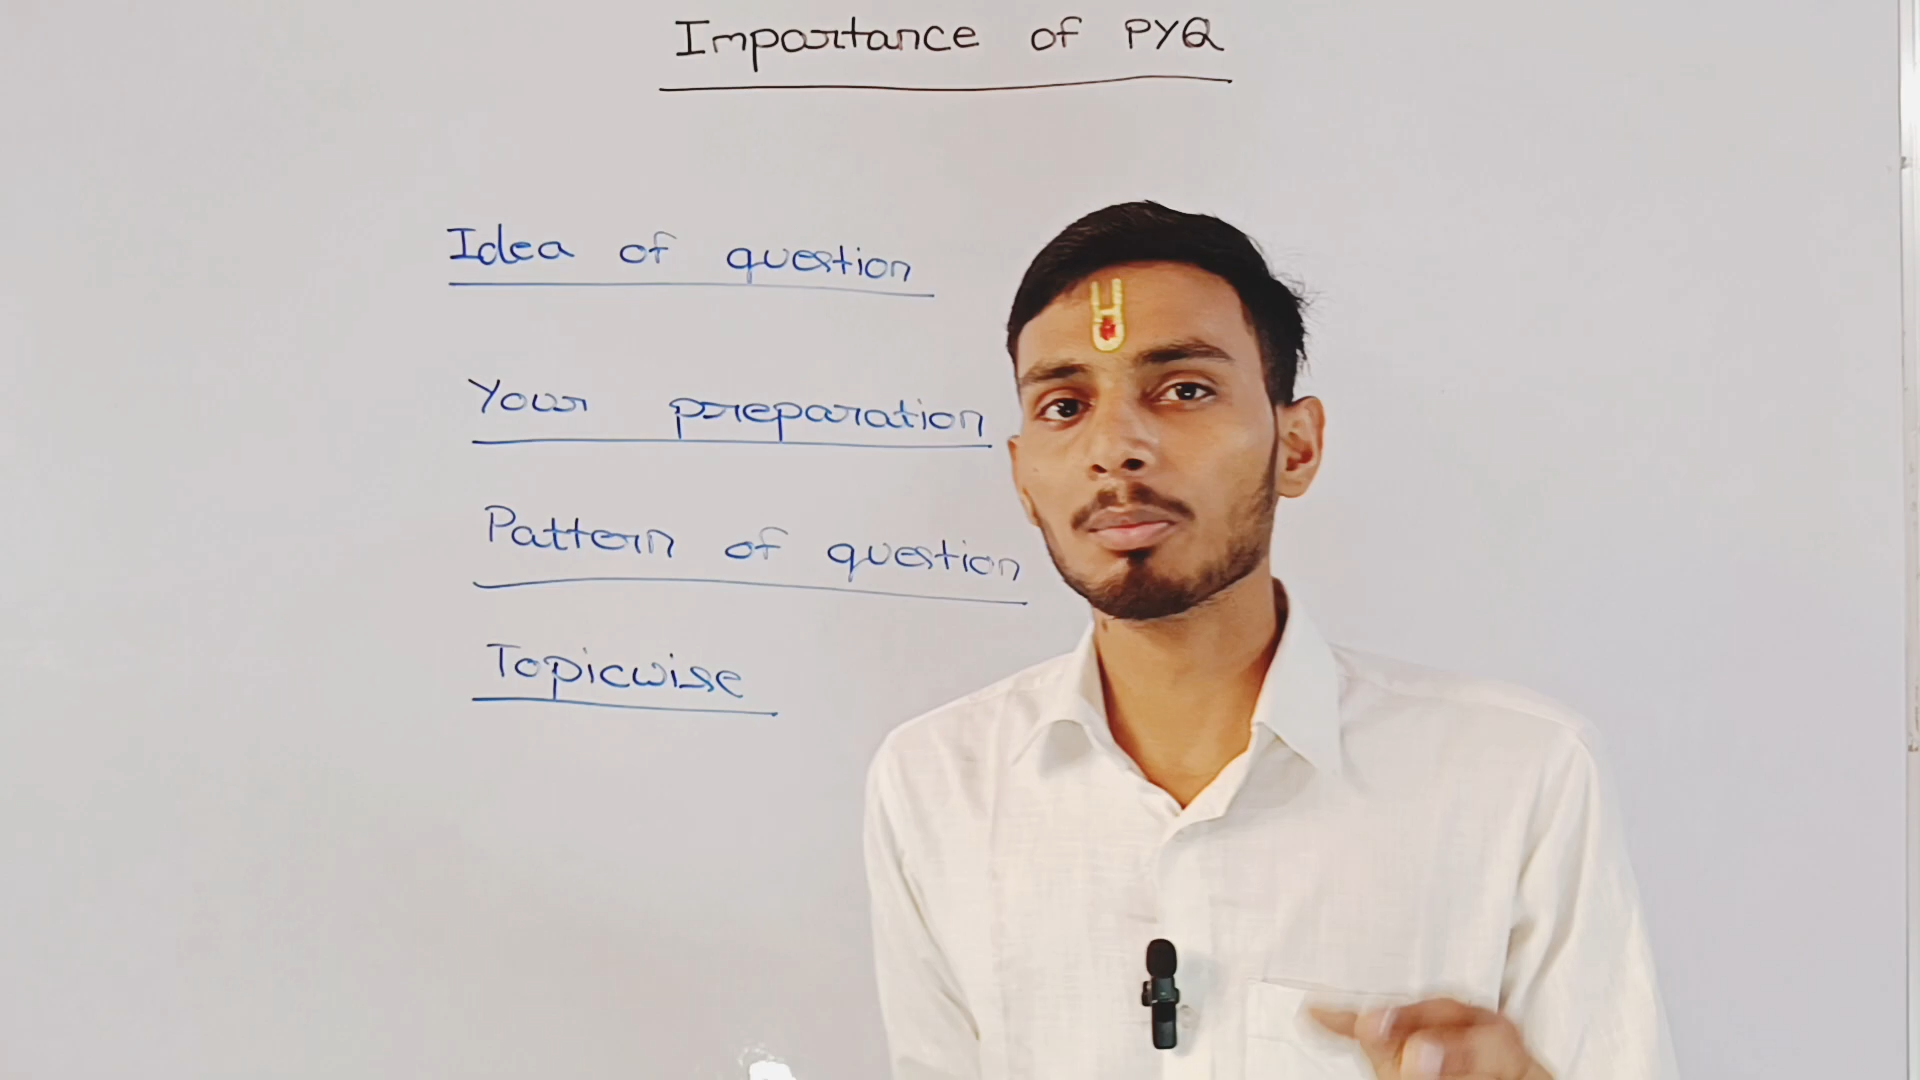 Importance of PYQ
Idea of question
Your preparation
Pattern of question
Topicwise